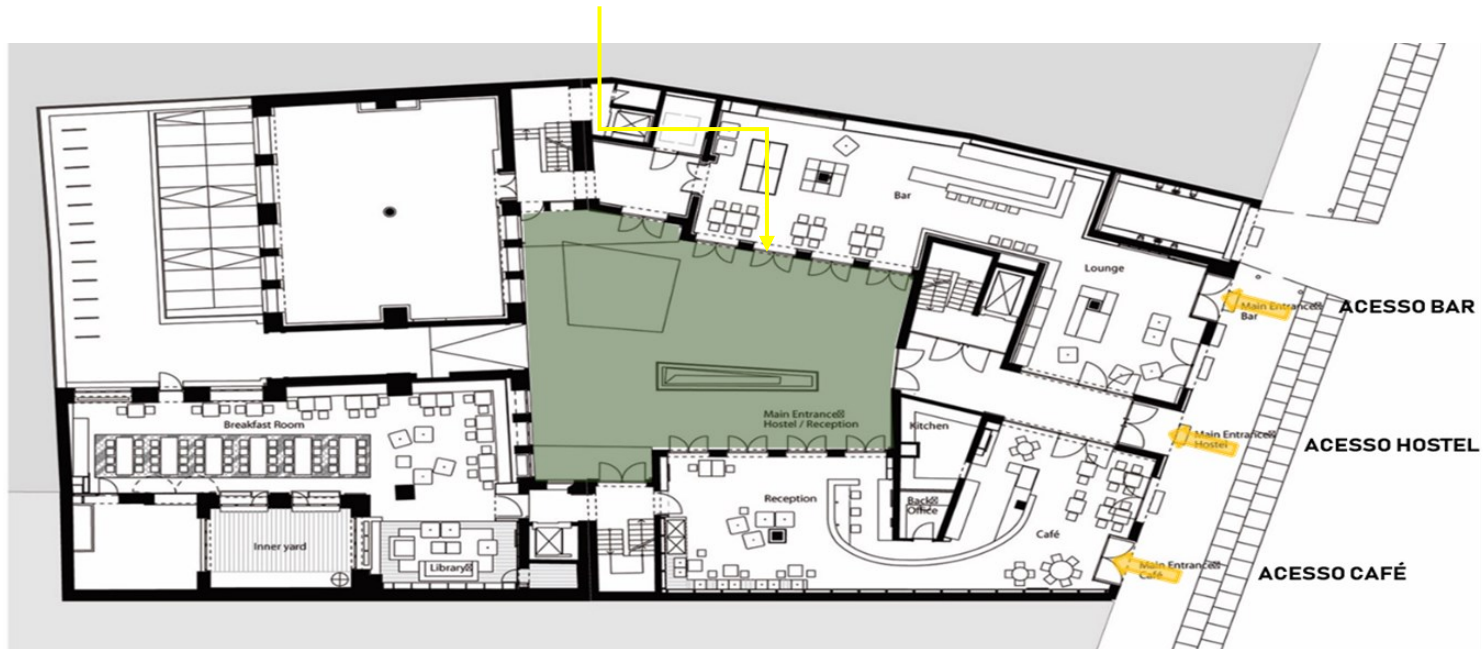 Bar
Lounge
Main Entrance
Bar
ACESSO BAR
Main Entrance
Hostel / Reception
Breakfast Room
Kitchen
Main Entrance
Hostel
ACESSO HOSTEL
Reception
Back
Office
Café
Inner yard
Library
Main Entrance
Café
ACESSO CAFÉ